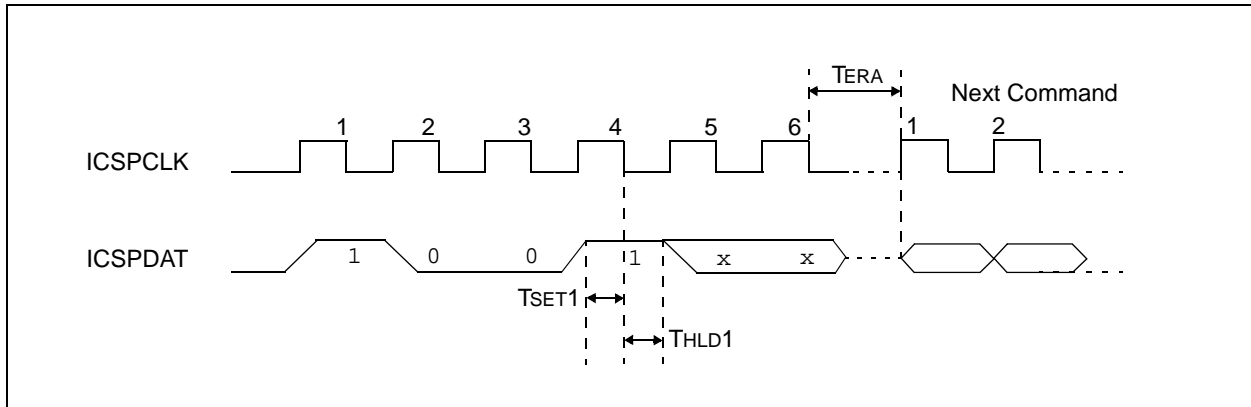 TERA
Next Command
1 2 3 4 5 6 1 2
ICSPCLK
ICSPDAT
1 0 0 1 x x
TSET1
THLD1